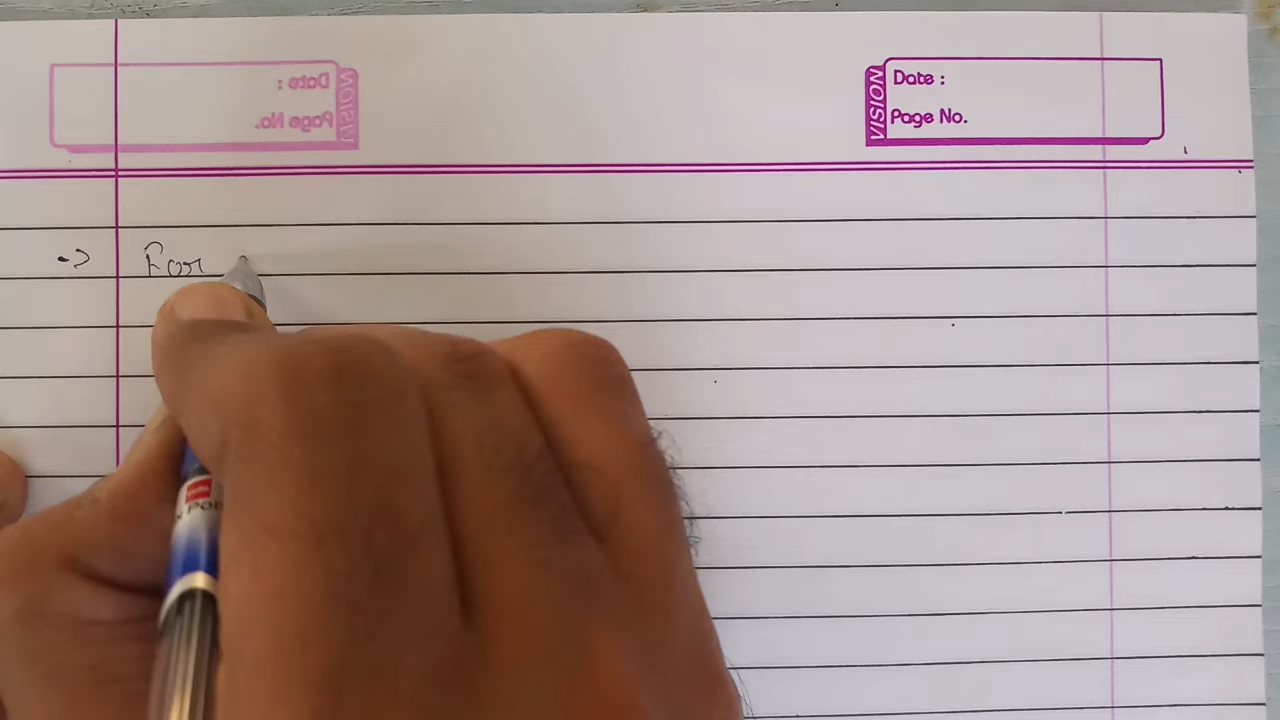 Date :
Page No.
VISION
Date :
Page No.
VISION
-> For